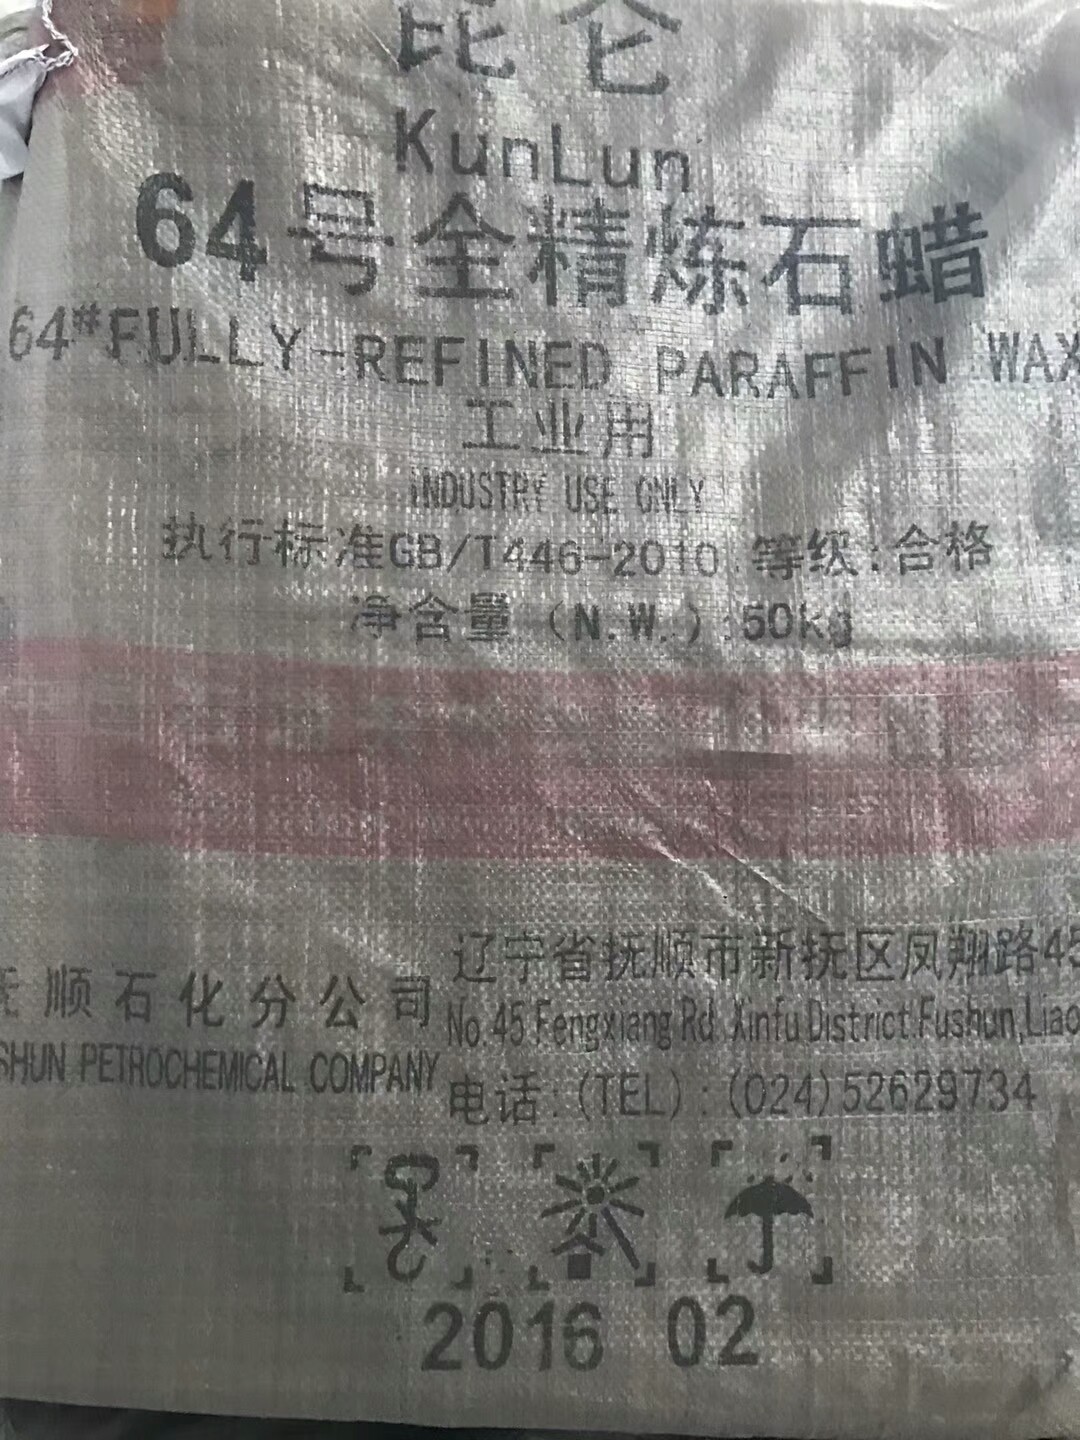 昆仑
KunLun
64号全精炼石蜡
64#FULLY-REFINED PARAFFIN WAX
工业用
INDUSTRY USE ONLY
执行标准GB/T446-2010 等级:合格
净含量 (N.W.):50kg
顺石化分公司
SHUN PETROCHEMICAL COMPANY
辽宁省抚顺市新抚区凤翔路45
No.45 Fengxiang Rd.Xinfu District.Fushun,Liao
电话:(TEL):(024)52629734
2016 02